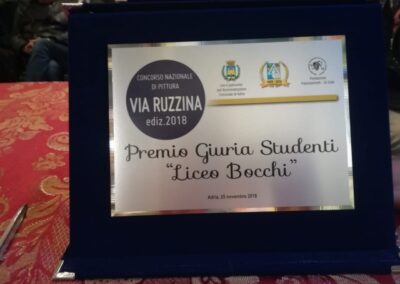 CONCORSO NAZIONALE
DI PITTURA
VIA RUZZINA
ediz.2018
Premio Giuria Studenti
"Liceo Bocchi"
Adria, 25 novembre 2018